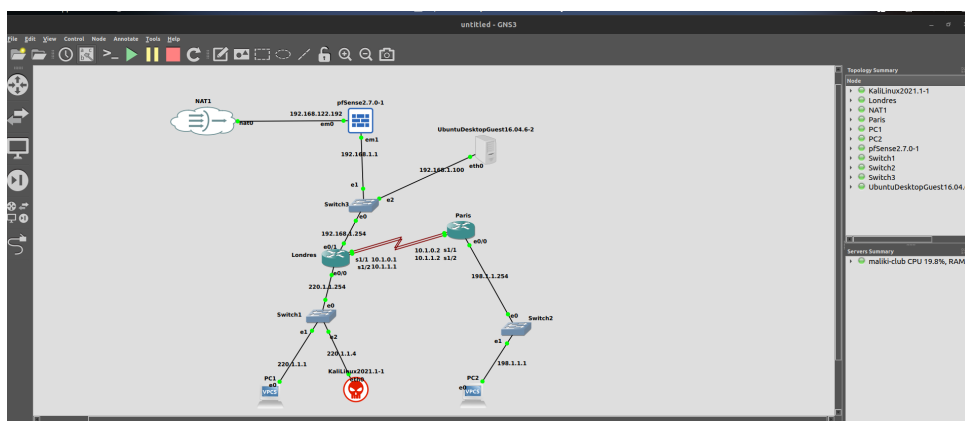 untitled - GNS3
File Edit View Control Node Annotate Tools Help
Topology Summary
Node
KaliLinux2021.1-1
Londres
NAT1
Paris
PC1
PC2
pfSense2.7.0-1
Switch1
Switch2
Switch3
UbuntuDesktopGuest16.04.6
Servers Summary
maliki-club CPU 19.8%, RAM
NAT1
nat0
192.168.122.192
em0
pfSense2.7.0-1
em1
192.168.1.1
UbuntuDesktopGuest16.04.6-2
eth0
192.168.1.100
e1
e2
Switch3
e0
192.168.1.254
e0/1
Londres
s1/1 10.1.0.1
s1/2 10.1.1.1
e0/0
220.1.1.254
Paris
10.1.0.2 s1/1
10.1.1.2 s1/2
e0/0
198.1.1.254
Switch1
e0
e1
e2
220.1.1.1
220.1.1.4
PC1
e0
VPCS
KaliLinux2021.1-1
eth0
e0
Switch2
e1
198.1.1.1
PC2
e0
VPCS